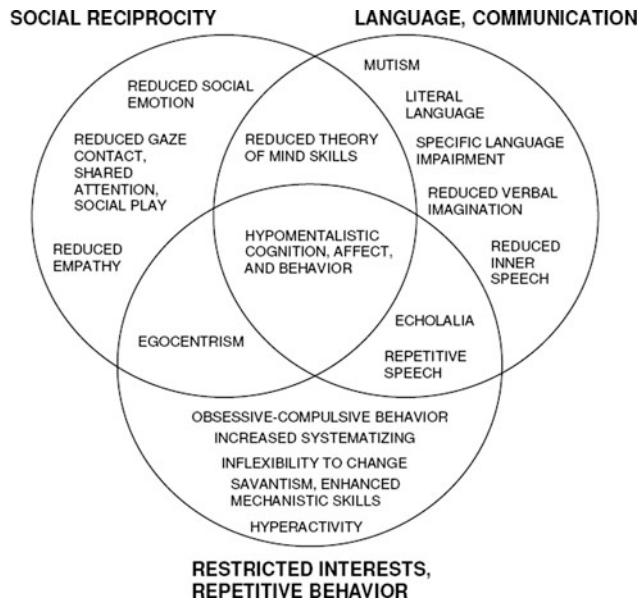 SOCIAL RECIPROCITY
LANGUAGE, COMMUNICATION
MUTISM
REDUCED SOCIAL
EMOTION
LITERAL
LANGUAGE
REDUCED GAZE
CONTACT,
SHARED
ATTENTION,
SOCIAL PLAY
REDUCED THEORY
OF MIND SKILLS
SPECIFIC LANGUAGE
IMPAIRMENT
REDUCED VERBAL
IMAGINATION
REDUCED
EMPATHY
HYPOMENTALISTIC
COGNITION, AFFECT,
AND BEHAVIOR
REDUCED
INNER
SPEECH
EGOCENTRISM
ECHOLALIA
REPETITIVE
SPEECH
OBSESSIVE-COMPULSIVE BEHAVIOR
INCREASED SYSTEMATIZING
INFLEXIBILITY TO CHANGE
SAVANTISM, ENHANCED
MECHANISTIC SKILLS
HYPERACTIVITY
RESTRICTED INTERESTS,
REPETITIVE BEHAVIOR